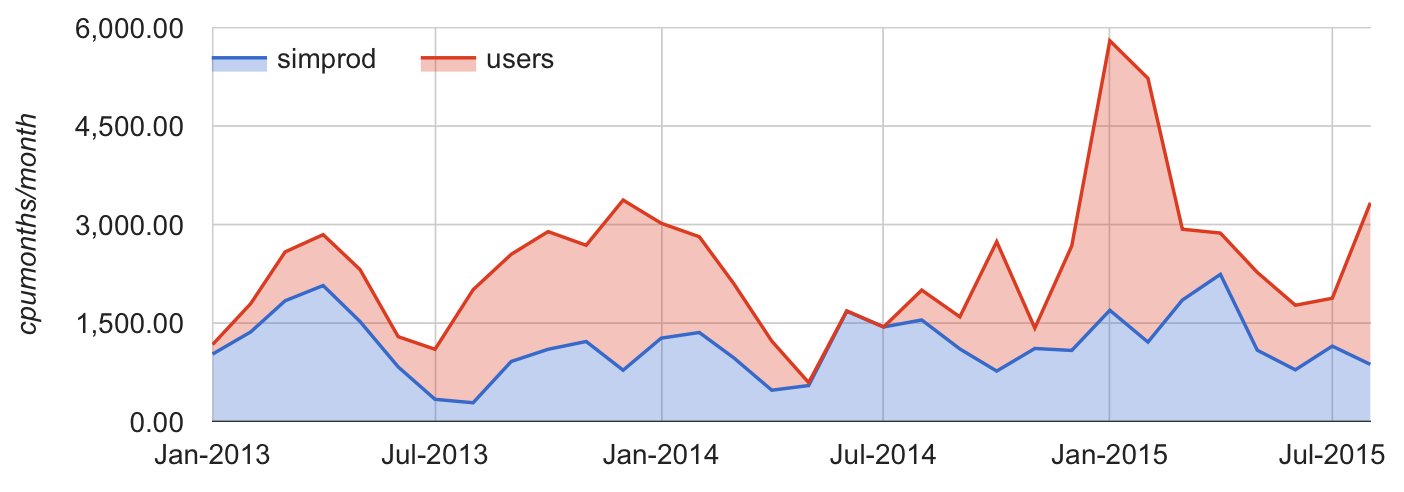 6,000.00
simprod users
4,500.00
3,000.00
1,500.00
0.00
cpumonths/month
Jan-2013 Jul-2013 Jan-2014 Jul-2014 Jan-2015 Jul-2015